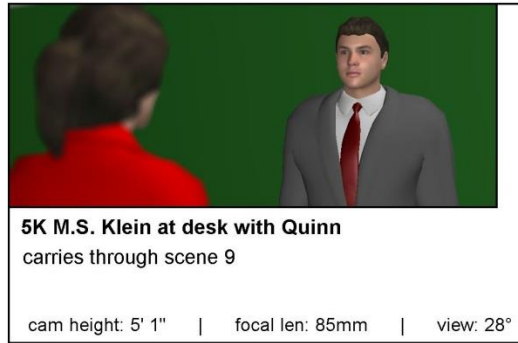 5K M.S. Klein at desk with Quinn
carries through scene 9
cam height: 5' 1" | focal len: 85mm | view: 28°